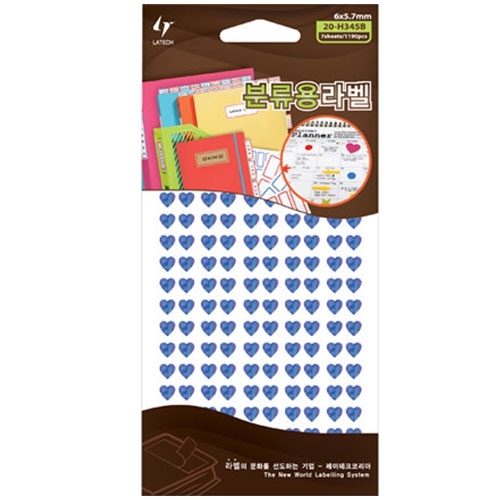 LATECH
6x5.7mm
20-H345B
7sheets/1190pcs
분류용라벨
Planner
라벨의 문화를 선도하는 기업 - 레이테크코리아
The New World Labelling System